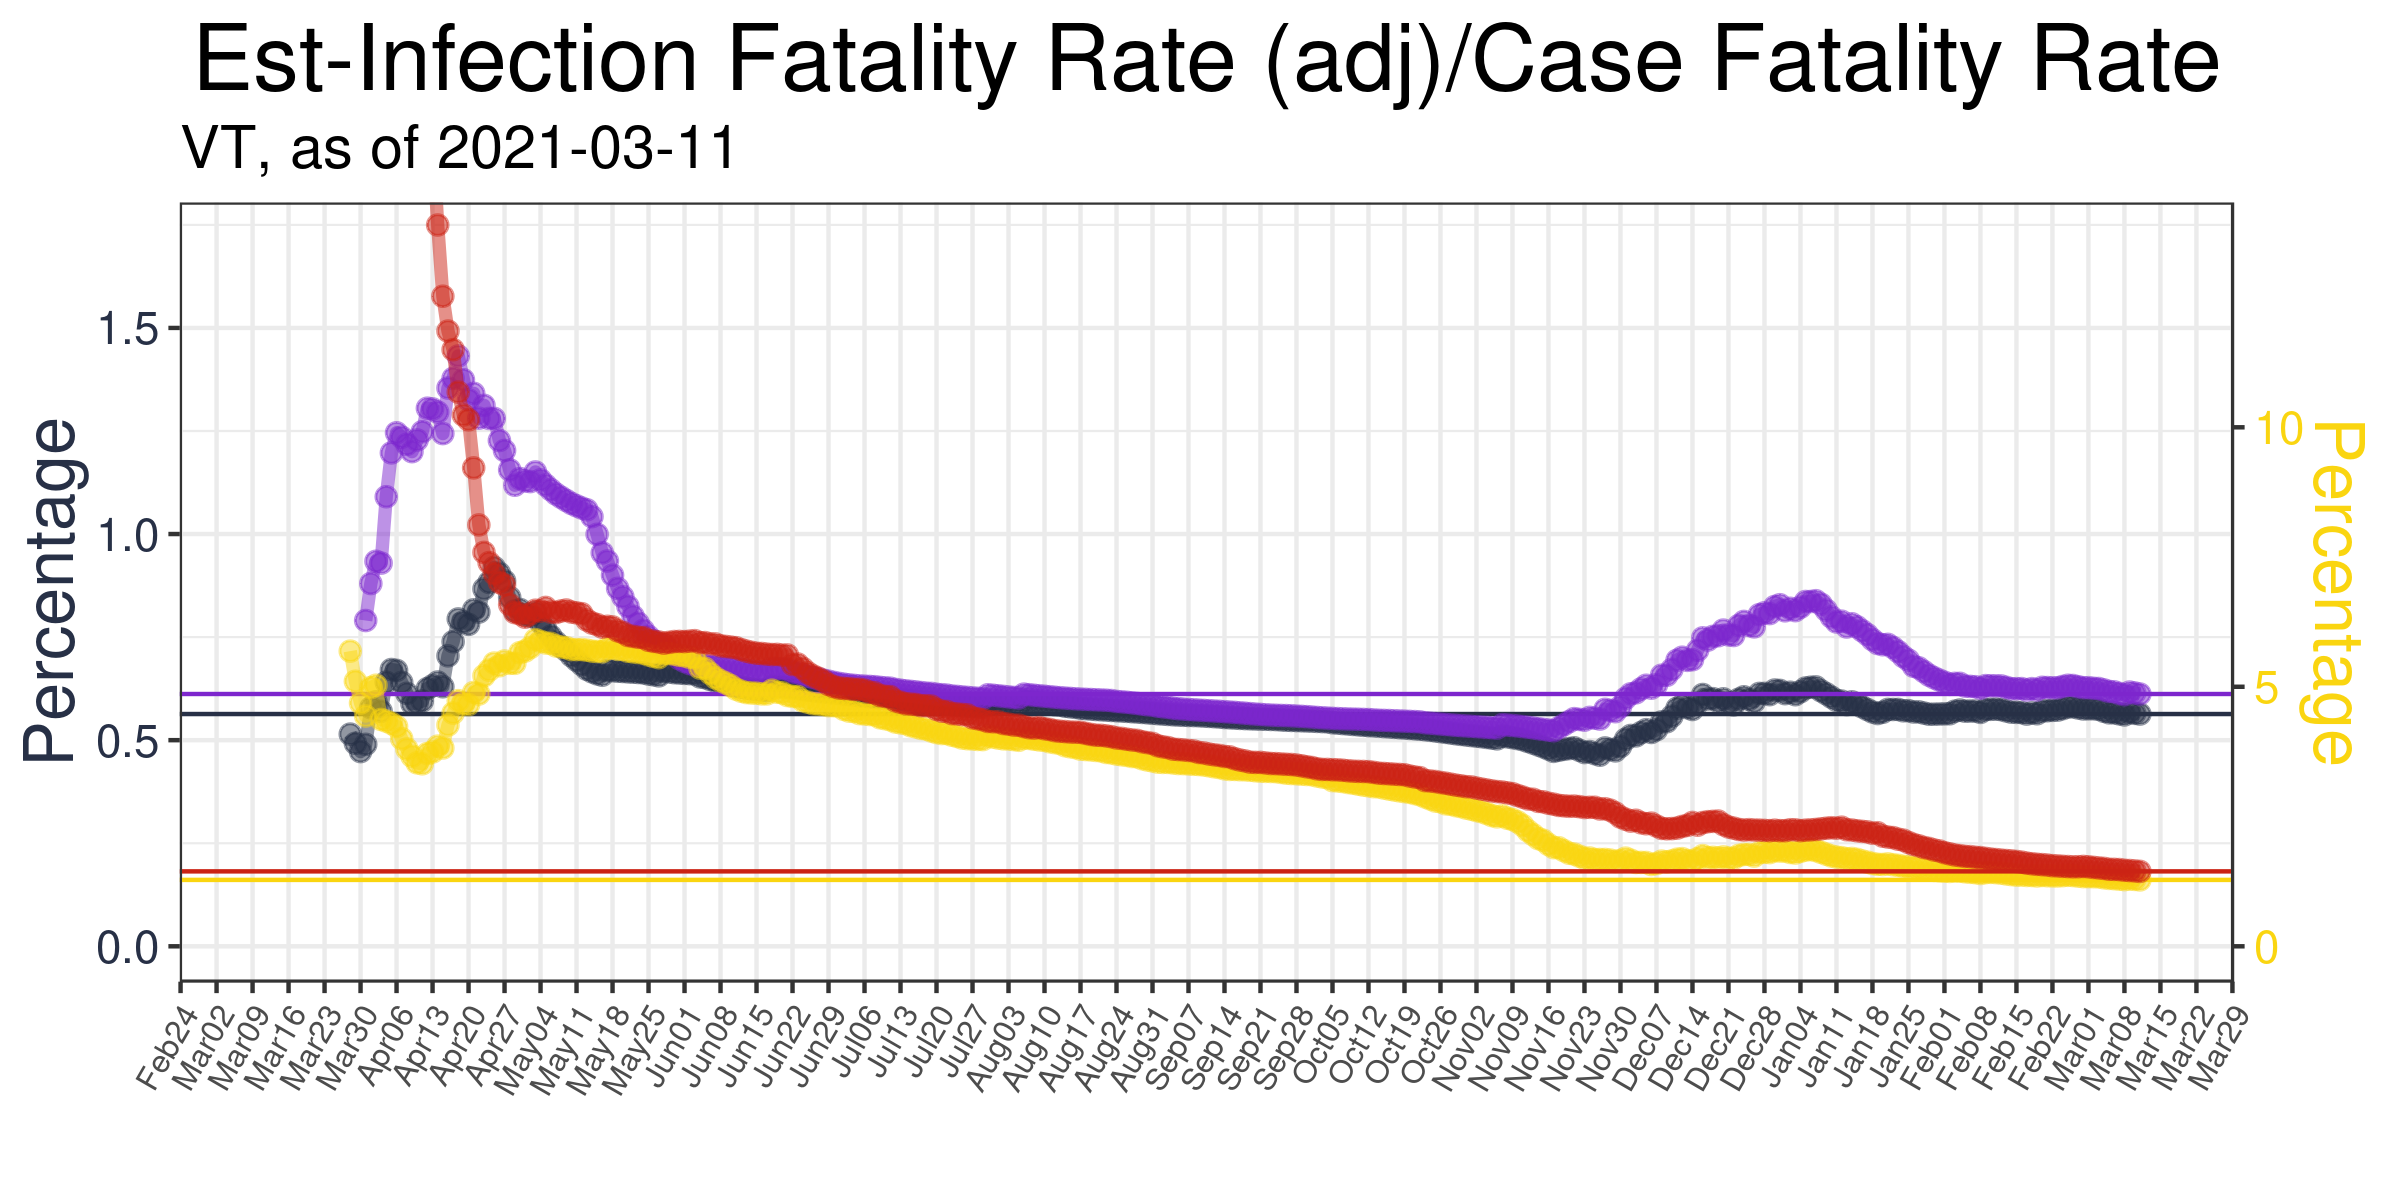 Est-Infection Fatality Rate (adj)/Case Fatality Rate
VT, as of 2021-03-11
Percentage
1.5
1.0
0.5
0.0
10
5
0
Percentage
Feb24
Mar02
Mar09
Mar16
Mar23
Mar30
Apr06
Apr13
Apr20
Apr27
May04
May11
May18
May25
Jun01
Jun08
Jun15
Jun22
Jun29
Jul06
Jul13
Jul20
Jul27
Aug03
Aug10
Aug17
Aug24
Aug31
Sep07
Sep14
Sep21
Sep28
Oct05
Oct12
Oct19
Oct26
Nov02
Nov09
Nov16
Nov23
Nov30
Dec07
Dec14
Dec21
Dec28
Jan04
Jan11
Jan18
Jan25
Feb01
Feb08
Feb15
Feb22
Mar01
Mar08
Mar15
Mar22
Mar29